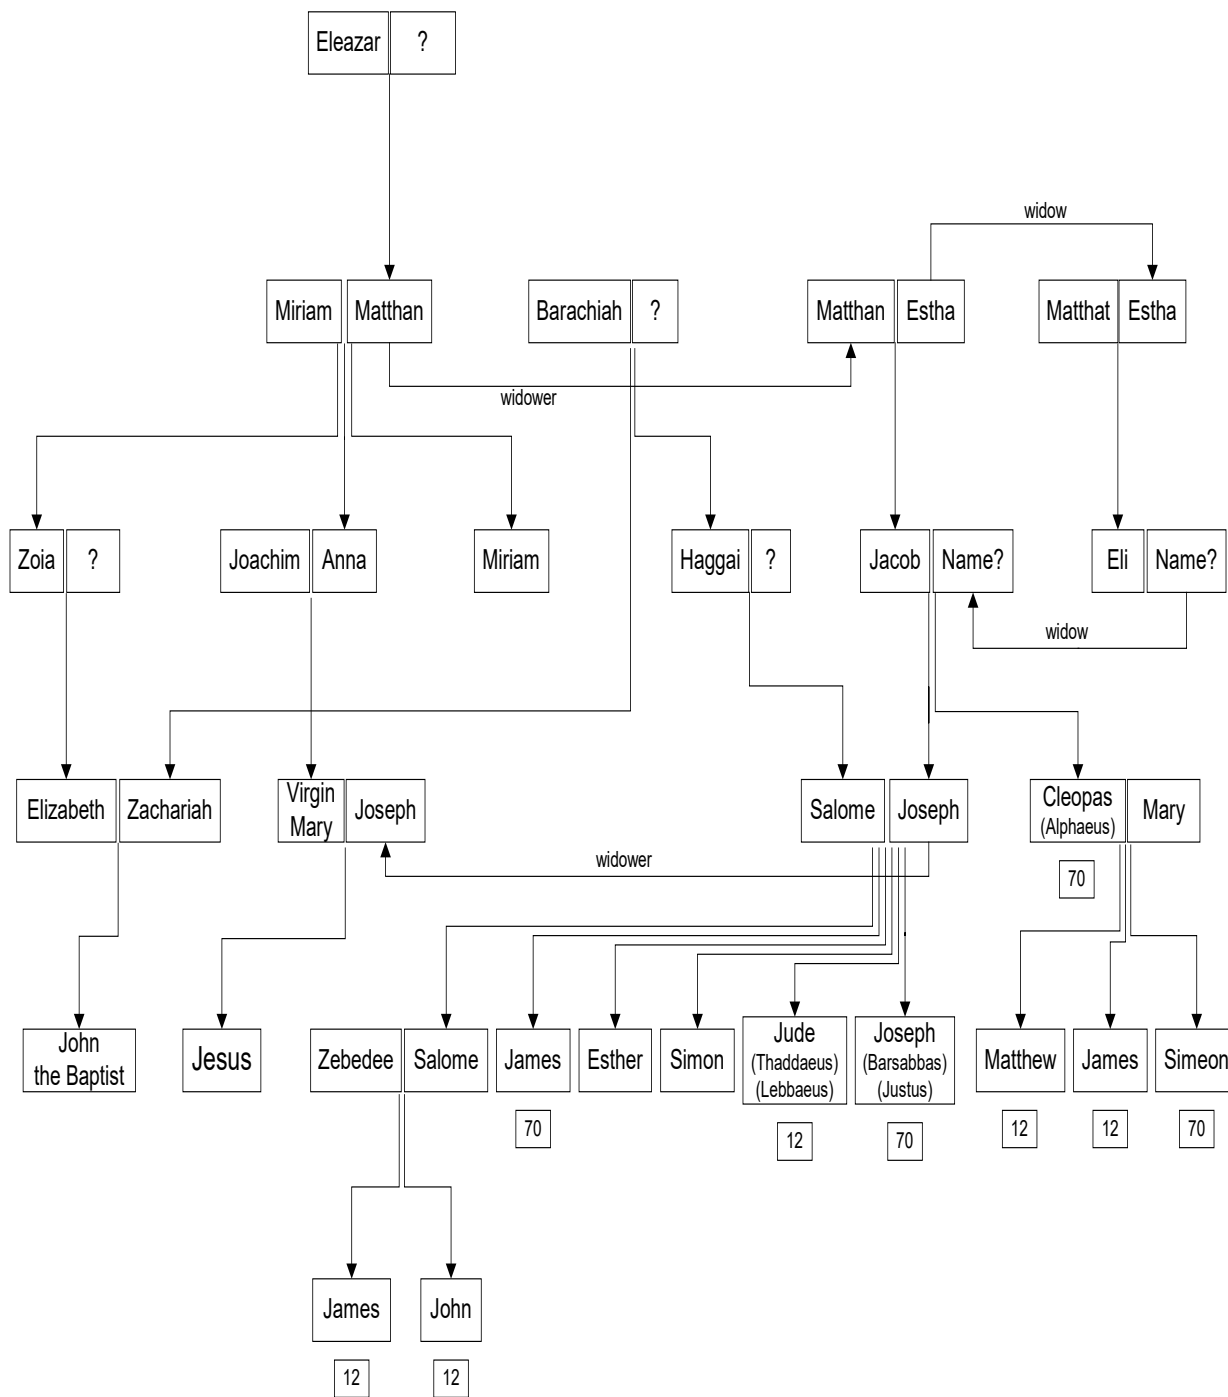 Eleazar ?
widow
Miriam Matthan Barachiah ? Matthan Estha Matthat Estha
widower
Zoia ? Joachim Anna Miriam Haggai ? Jacob Name? Eli Name?
widow
Elizabeth Zachariah Virgin Mary Joseph Salome Joseph Cleopas (Alphaeus) Mary
widower
70
John the Baptist Jesus Zebedee Salome James Esther Simon Jude (Thaddaeus) (Lebbaeus) Joseph (Barsabbas) (Justus) Matthew James Simeon
70 12 70 12 12 70
James John
12 12